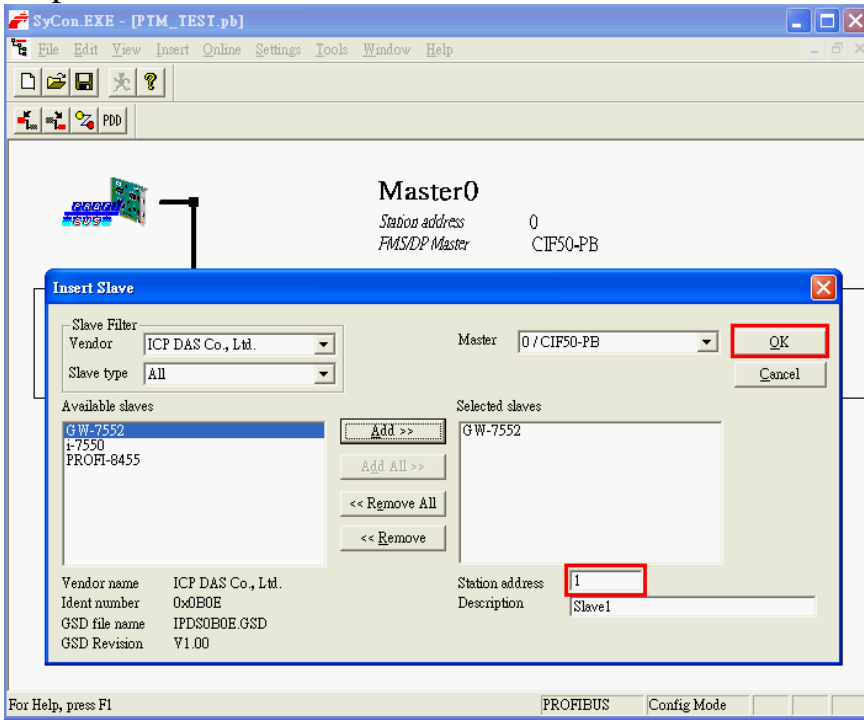 SyCon.EXE - [PTM_TEST.pb]
File Edit View Insert Online Settings Tools Window Help
PDD
PROFI
BUS
Master0
Station address 0
FMS/DP Master CIF50-PB
Insert Slave
Slave Filter
Vendor ICP DAS Co., Ltd.
Master 0 / CIF50-PB
OK
Slave type All
Cancel
Available slaves
Selected slaves
GW-7552
i-7550
PROFI-8455
Add >>
Add All >>
<< Remove All
<< Remove
GW-7552
Vendor name ICP DAS Co., Ltd.
Ident number 0x0B0E
GSD file name IPDS0B0E.GSD
GSD Revision V1.00
Station address 1
Description Slave1
For Help, press F1
PROFIBUS Config Mode